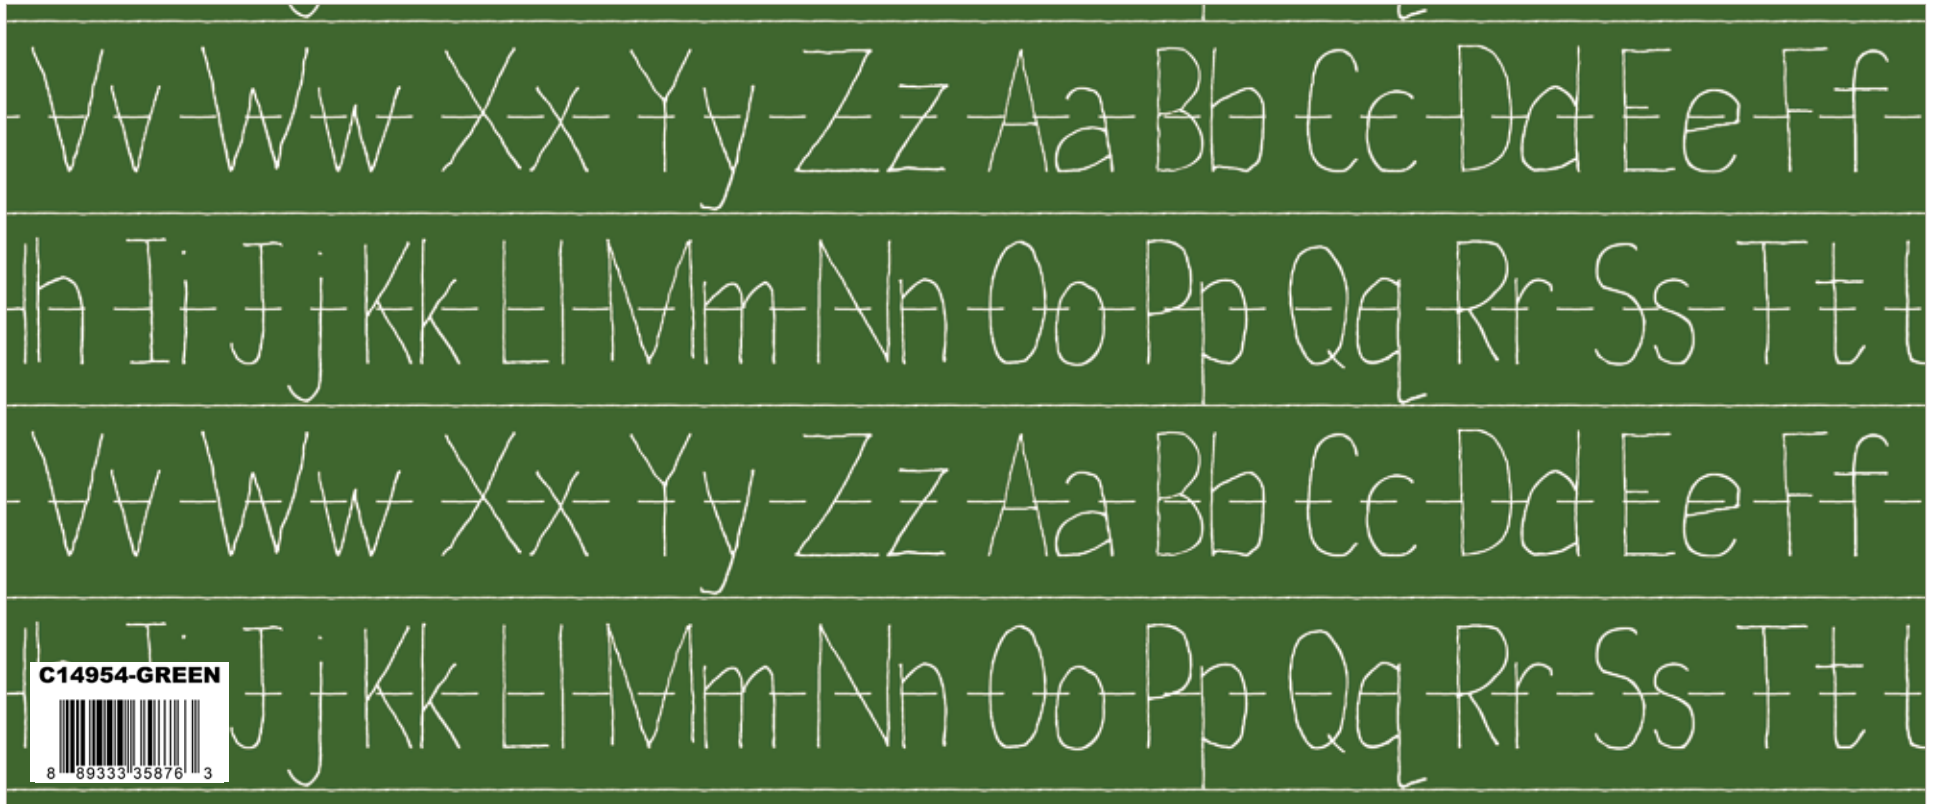 Vv Ww Xx Yy Zz Aa Bb Cc Dd Ee Ff
h Ii Jj Kk Ll Mm Nn Oo Pp Qq Rr Ss Tt
Vv Ww Xx Yy Zz Aa Bb Cc Dd Ee Ff
Jj Kk Ll Mm Nn Oo Pp Qq Rr Ss Tt
C14954-GREEN
8 89333 35876 3